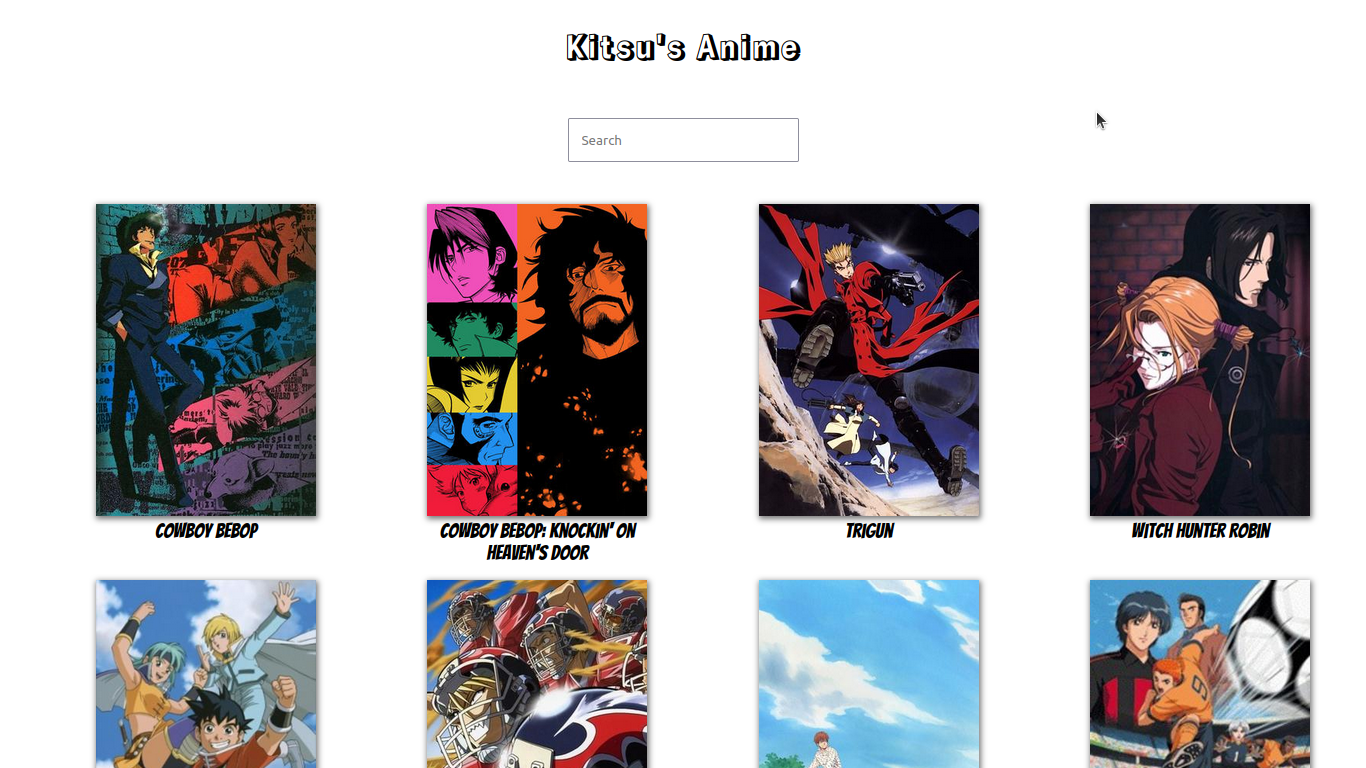 Kitsu's Anime
Search
COWBOY BEBOP
COWBOY BEBOP: KNOCKIN' ON
HEAVEN'S DOOR
TRIGUN
WITCH HUNTER ROBIN